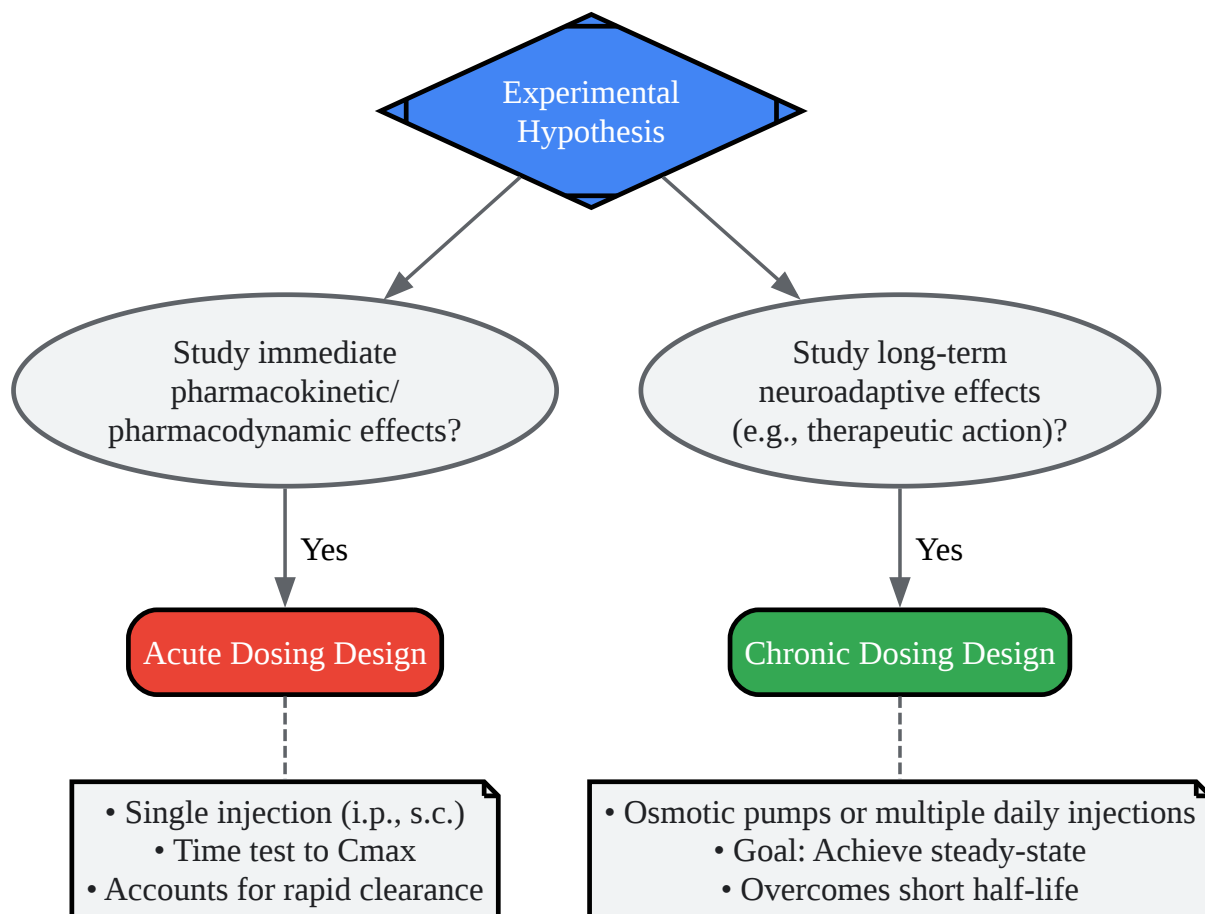 Experimental
Hypothesis
Study immediate
pharmacokinetic/
pharmacodynamic effects?
Study long-term
neuroadaptive effects
(e.g., therapeutic action)?
Yes
Yes
Acute Dosing Design
Chronic Dosing Design
• Single injection (i.p., s.c.)
• Time test to Cmax
• Accounts for rapid clearance
• Osmotic pumps or multiple daily injections
• Goal: Achieve steady-state
• Overcomes short half-life